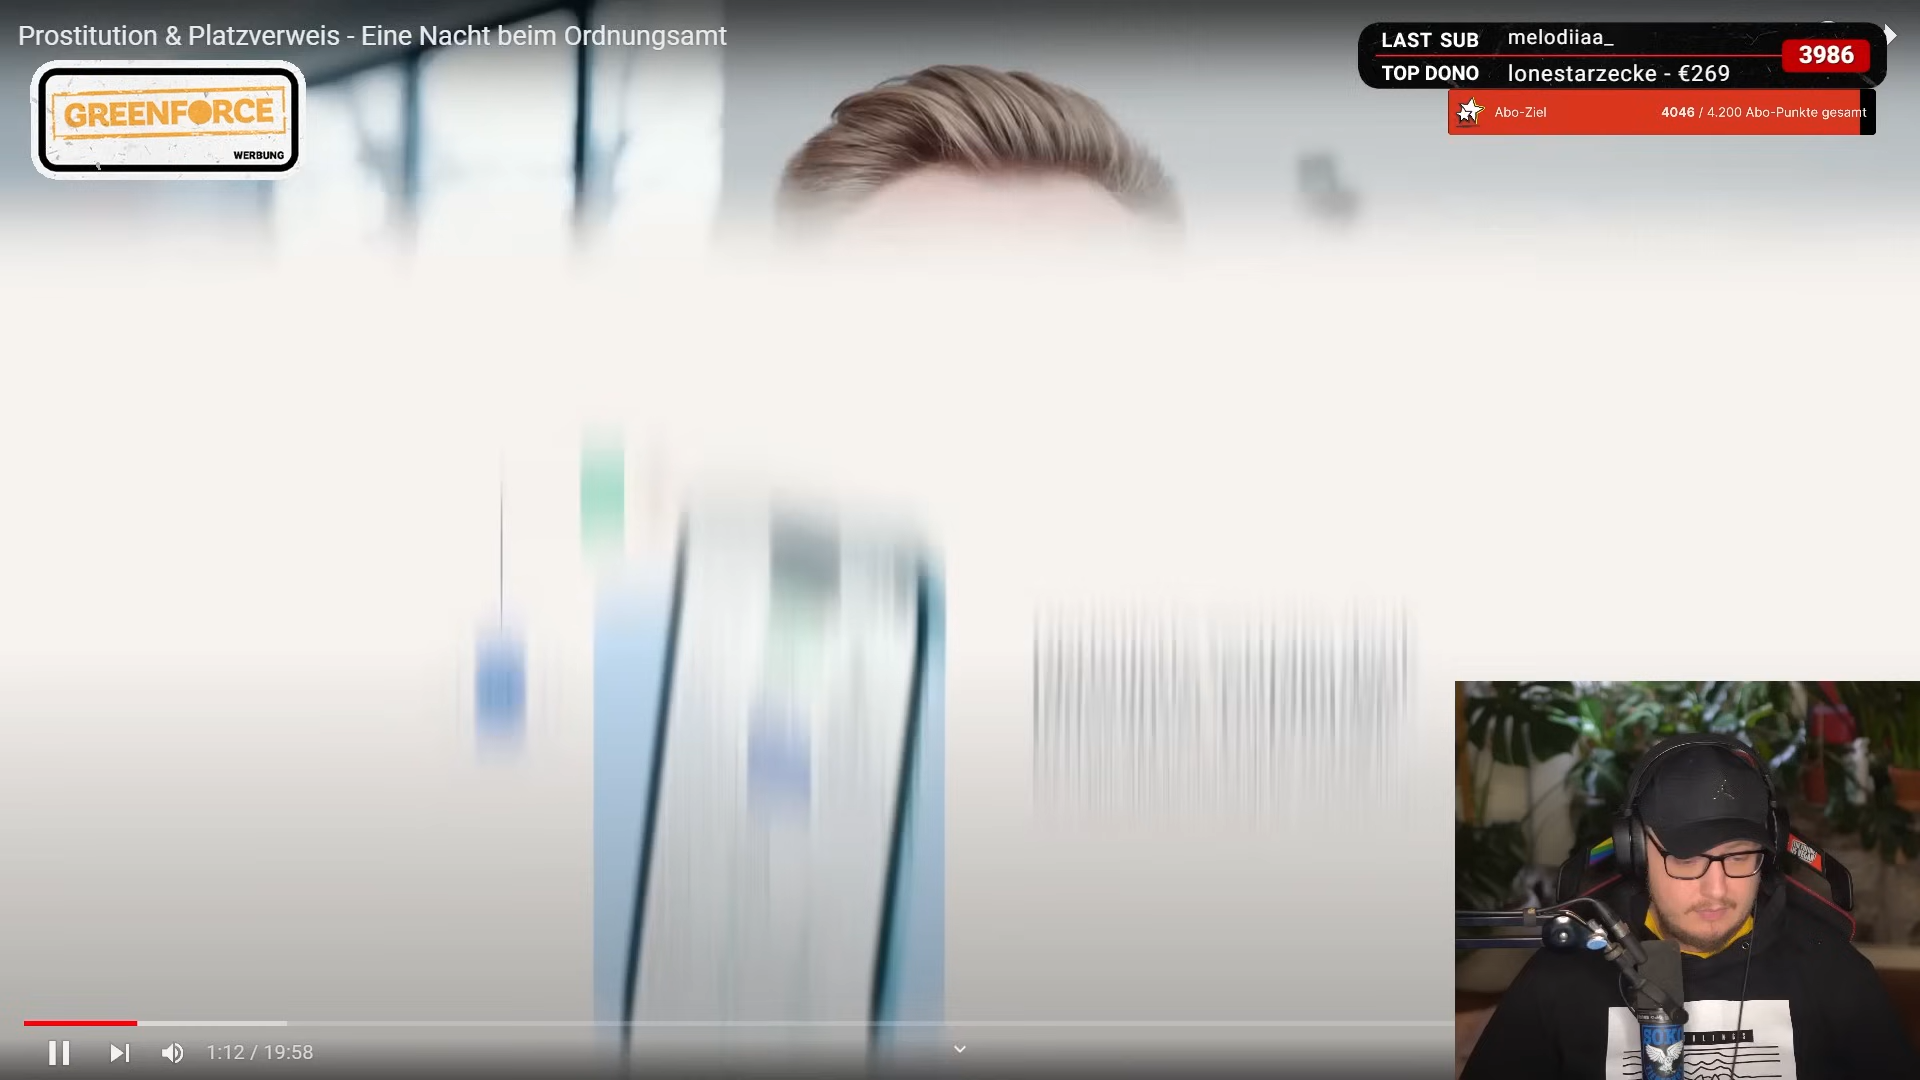 Prostitution & Platzverweis - Eine Nacht beim Ordnungsamt
GREENFORCE
WERBUNG
LAST SUB melodiiaa_
TOP DONO lonestarzecke - €269
3986
Abo-Ziel 4046 / 4.200 Abo-Punkte gesamt
1:12 / 19:58